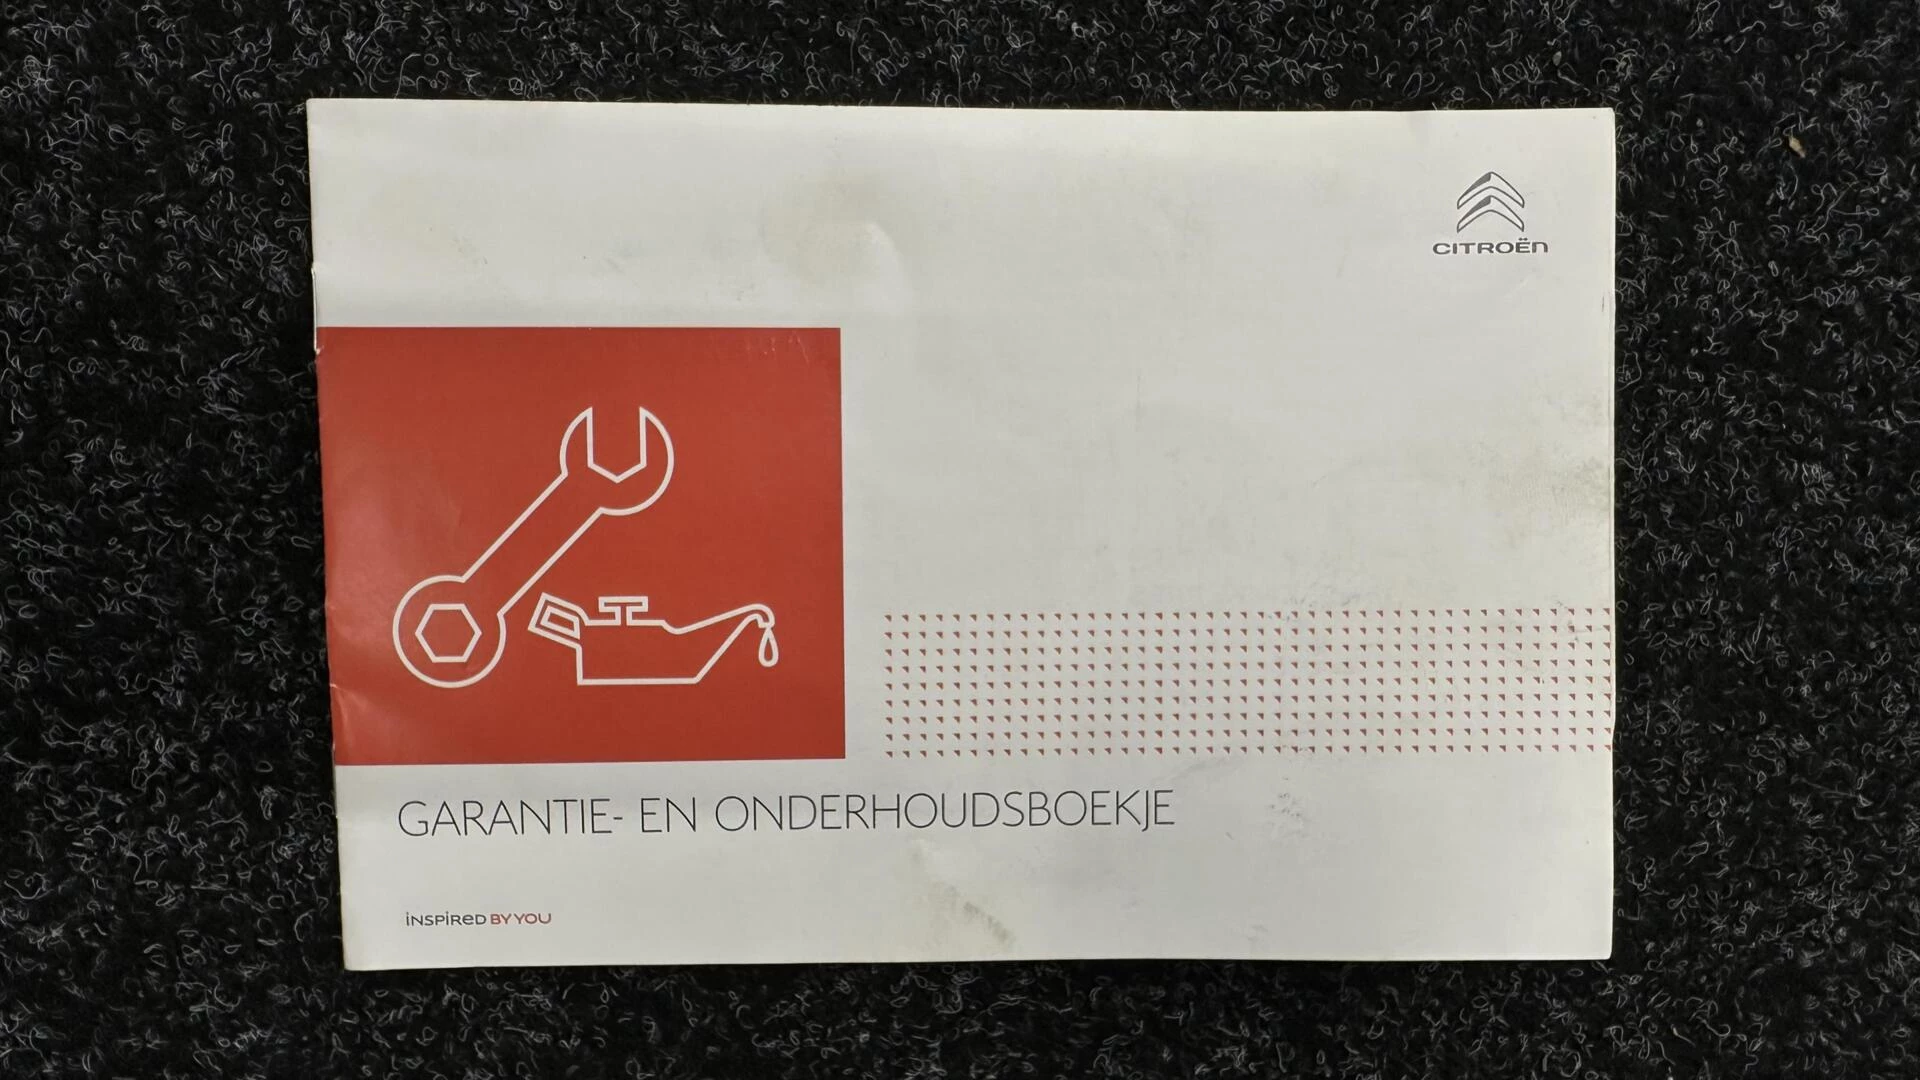 CITROËN
GARANTIE- EN ONDERHOUDSBOEKJE
INSPIRED BY YOU